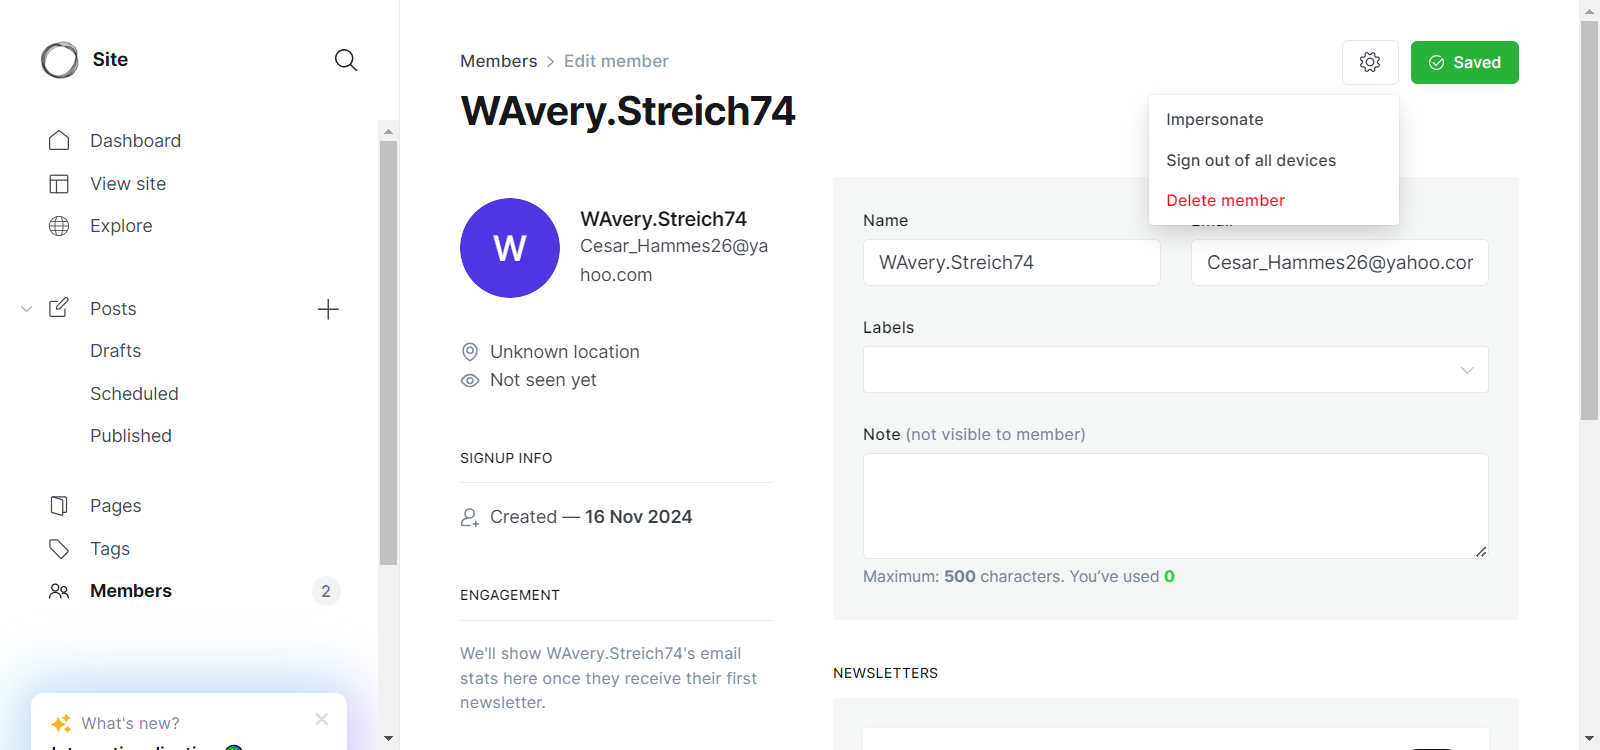 Site
Dashboard
View site
Explore
Posts
Drafts
Scheduled
Published
Pages
Tags
Members
2
What's new?
Members > Edit member
Saved
WAvery.Streich74
Impersonate
Sign out of all devices
Delete member
W
WAvery.Streich74
Cesar_Hammes26@ya
hoo.com
Unknown location
Not seen yet
SIGNUP INFO
Created — 16 Nov 2024
ENGAGEMENT
We'll show WAvery.Streich74's email
stats here once they receive their first
newsletter.
Name
WAvery.Streich74
Cesar_Hammes26@yahoo.cor
Labels
Note (not visible to member)
Maximum: 500 characters. You’ve used 0
NEWSLETTERS